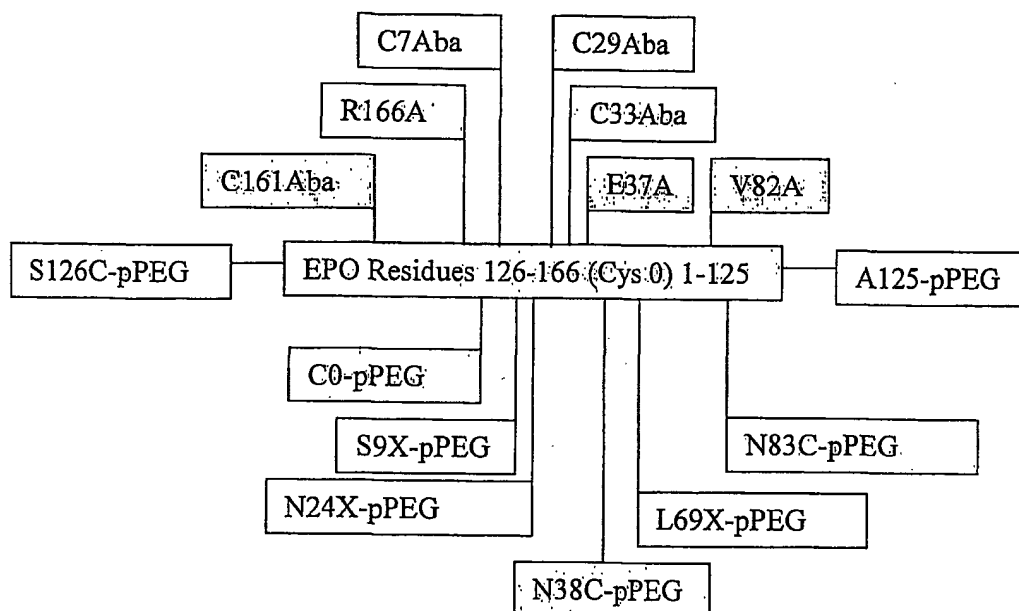 C7Aba
C29Aba
R166A
C33Aba
C161Aba
E37A
V82A
S126C-pPEG
EPO Residues 126-166 (Cys 0) 1-125
A125-pPEG
C0-pPEG
S9X-pPEG
N83C-pPEG
N24X-pPEG
L69X-pPEG
N38C-pPEG